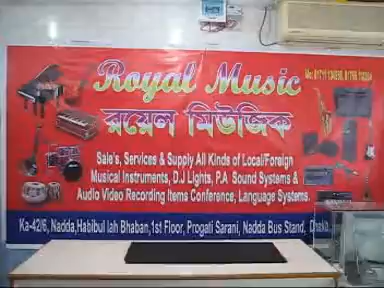 Royal Music
রয়েল মিউজিক
Sale's, Services & Supply All Kinds of Local/Foreign
Musical Instruments, D.J Lights, P.A Sound Systems &
Audio Video Recording Items Conference, Language Systems.
Ka-42/6, Nadda,Habibul lah Bhaban,1st Floor, Progati Sarani, Nadda Bus Stand,